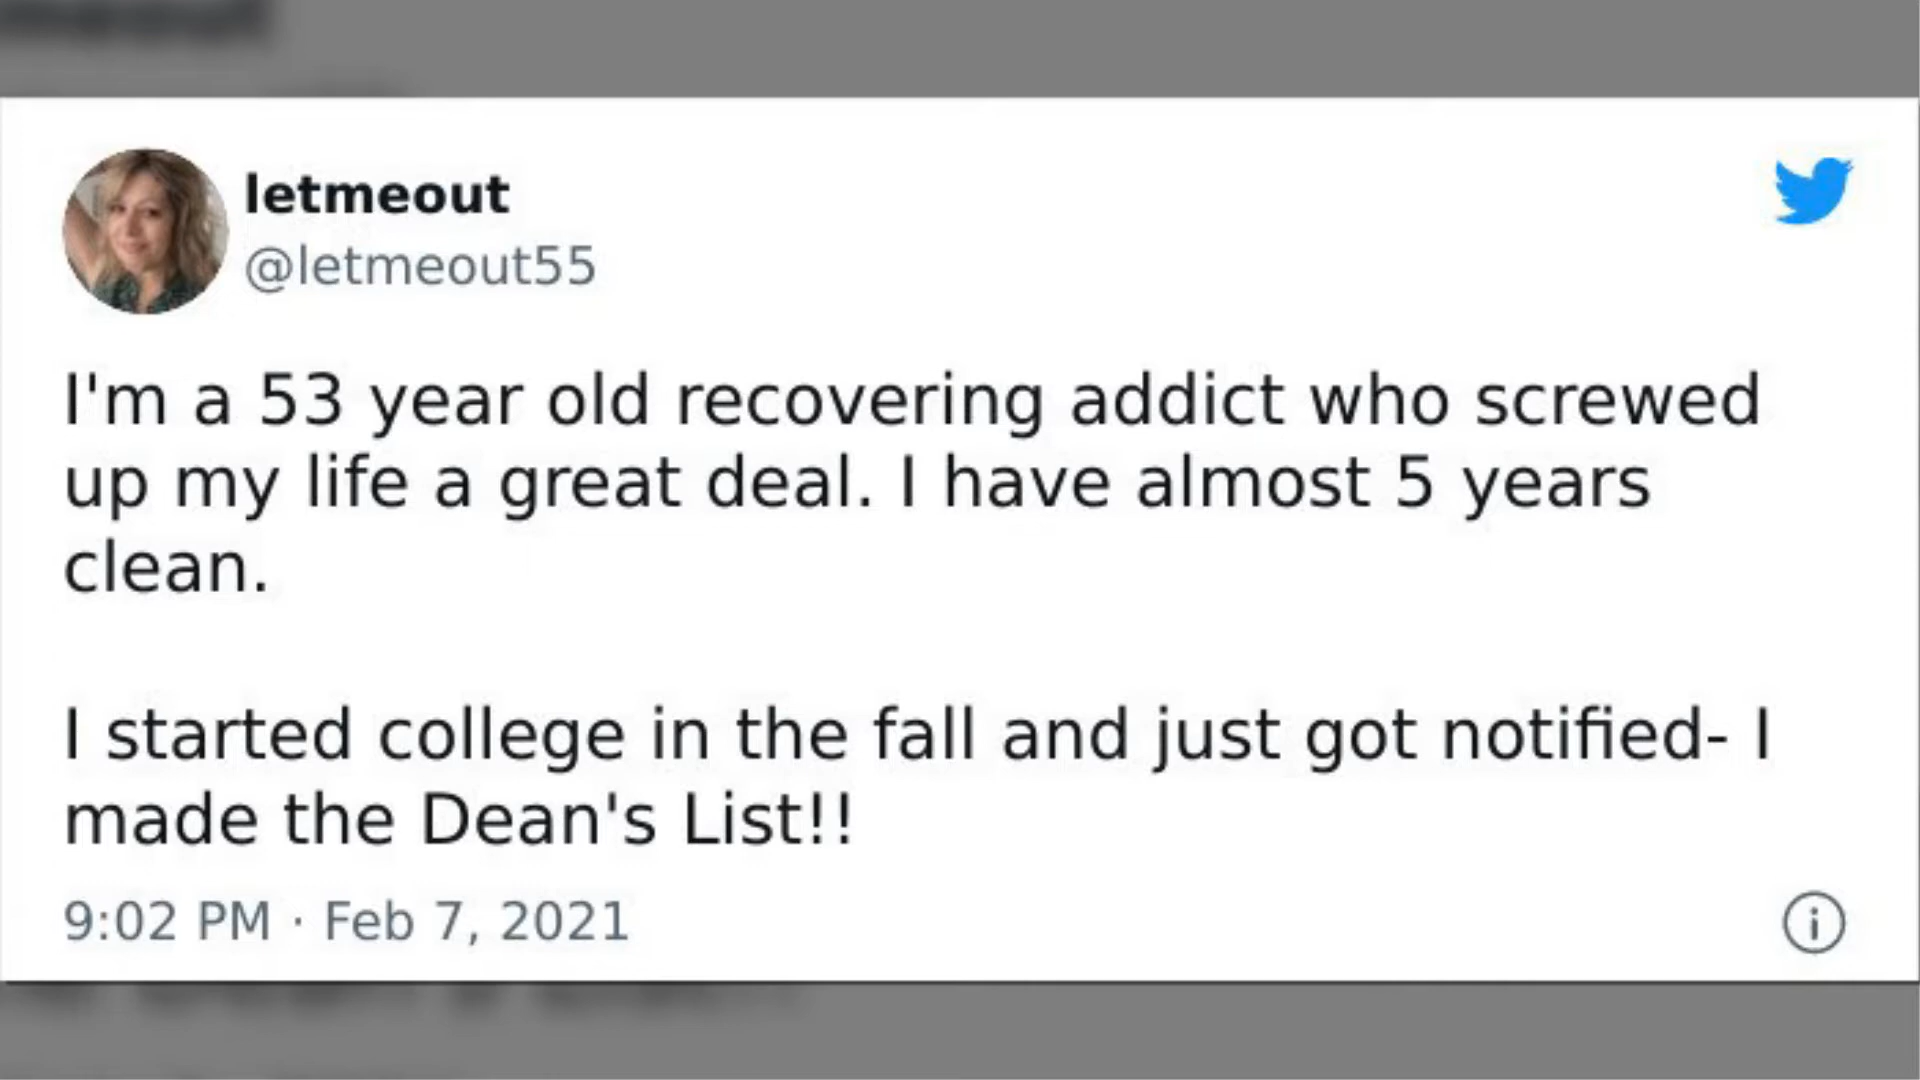 letmeout
@letmeout55
I'm a 53 year old recovering addict who screwed
up my life a great deal. I have almost 5 years
clean.
I started college in the fall and just got notified- I
made the Dean's List!!
9:02 PM · Feb 7, 2021